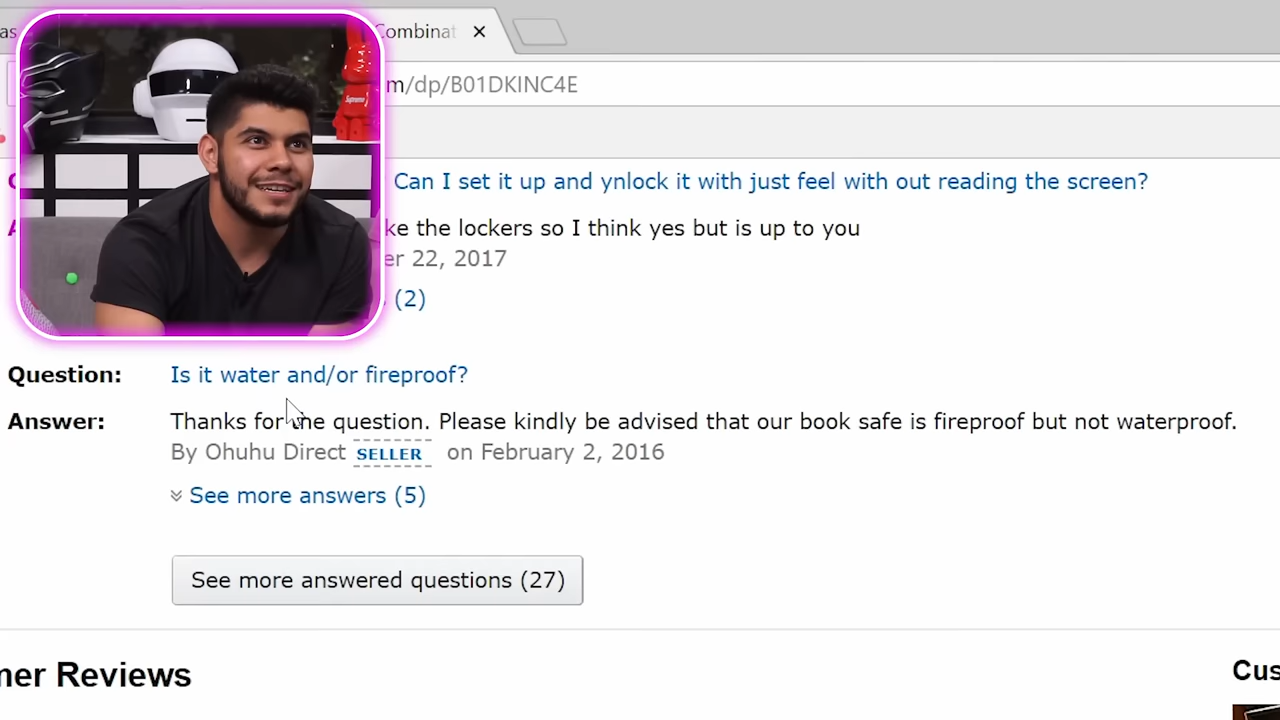 as
Combinat
m/dp/B01DKINC4E
Supreme
Can I set it up and ynlock it with just feel with out reading the screen?
ke the lockers so I think yes but is up to you
er 22, 2017
(2)
Question: Is it water and/or fireproof?
Answer: Thanks for the question. Please kindly be advised that our book safe is fireproof but not waterproof.
By Ohuhu Direct SELLER on February 2, 2016
See more answers (5)
See more answered questions (27)
mer Reviews
Cus